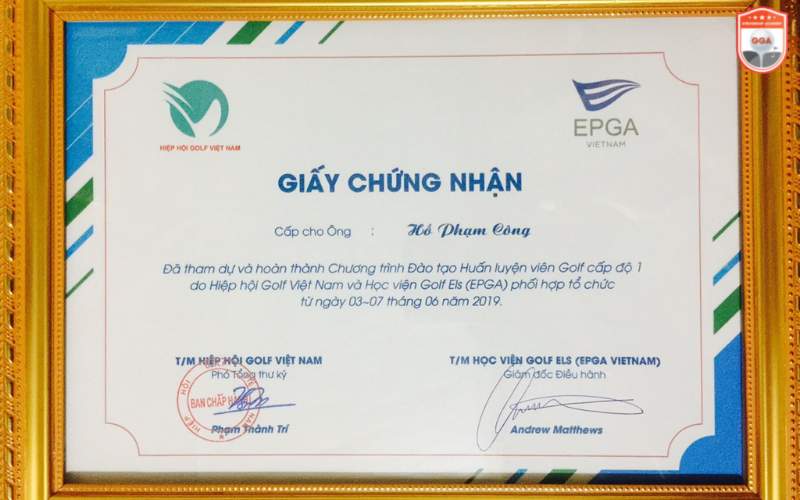 GGA
HIỆP HỘI GOLF VIỆT NAM
EPGA
VIETNAM
GIẤY CHỨNG NHẬN
Cấp cho Ông : Hồ Phạm Công
Đã tham dự và hoàn thành Chương trình Đào tạo Huấn luyện viên Golf cấp độ 1
do Hiệp hội Golf Việt Nam và Học viện Golf Els (EPGA) phối hợp tổ chức
từ ngày 03~07 tháng 06 năm 2019.
T/M HIỆP HỘI GOLF VIỆT NAM
Phó Tổng thư ký
BAN CHẤP HÀNH
Phạm Thành Trí
T/M HỌC VIỆN GOLF ELS (EPGA VIETNAM)
Giám đốc Điều hành
Andrew Matthews